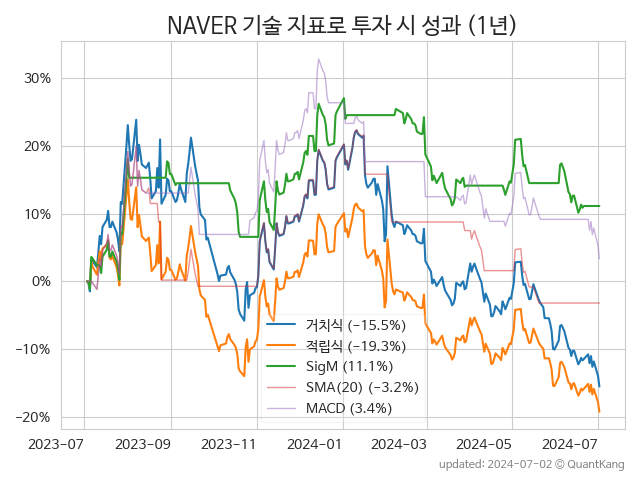 NAVER 기술 지표로 투자 시 성과 (1년)
30%
20%
10%
0%
−10%
−20%
거치식 (−15.5%)
적립식 (−19.3%)
SigM (11.1%)
SMA(20) (−3.2%)
MACD (3.4%)
2023-07 2023-09 2023-11 2024-01 2024-03 2024-05 2024-07
updated: 2024-07-02 © QuantKang